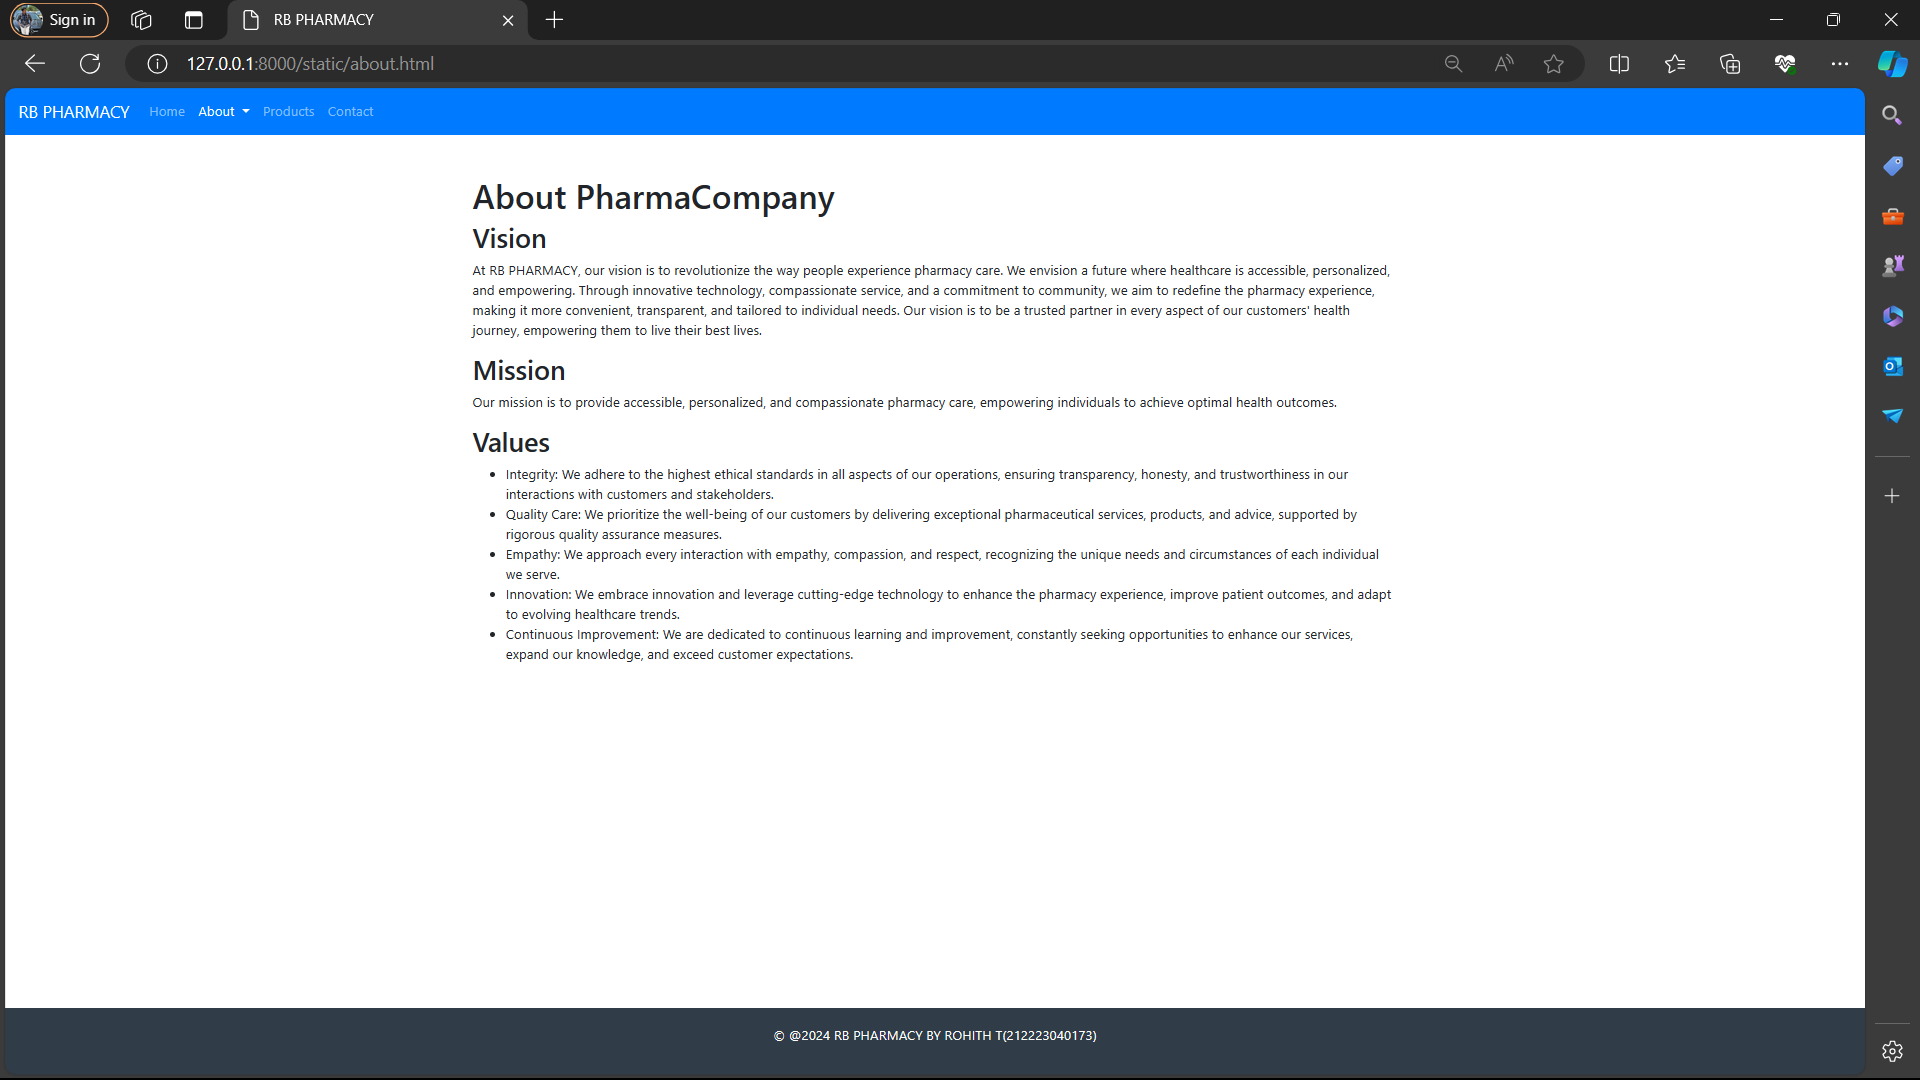 Sign in
RB PHARMACY
127.0.0.1:8000/static/about.html
RB PHARMACY Home About Products Contact
About PharmaCompany
Vision
At RB PHARMACY, our vision is to revolutionize the way people experience pharmacy care. We envision a future where healthcare is accessible, personalized,
and empowering. Through innovative technology, compassionate service, and a commitment to community, we aim to redefine the pharmacy experience,
making it more convenient, transparent, and tailored to individual needs. Our vision is to be a trusted partner in every aspect of our customers' health
journey, empowering them to live their best lives.
Mission
Our mission is to provide accessible, personalized, and compassionate pharmacy care, empowering individuals to achieve optimal health outcomes.
Values
• Integrity: We adhere to the highest ethical standards in all aspects of our operations, ensuring transparency, honesty, and trustworthiness in our
interactions with customers and stakeholders.
• Quality Care: We prioritize the well-being of our customers by delivering exceptional pharmaceutical services, products, and advice, supported by
rigorous quality assurance measures.
• Empathy: We approach every interaction with empathy, compassion, and respect, recognizing the unique needs and circumstances of each individual
we serve.
• Innovation: We embrace innovation and leverage cutting-edge technology to enhance the pharmacy experience, improve patient outcomes, and adapt
to evolving healthcare trends.
• Continuous Improvement: We are dedicated to continuous learning and improvement, constantly seeking opportunities to enhance our services,
expand our knowledge, and exceed customer expectations.
© @2024 RB PHARMACY BY ROHITH T(212223040173)